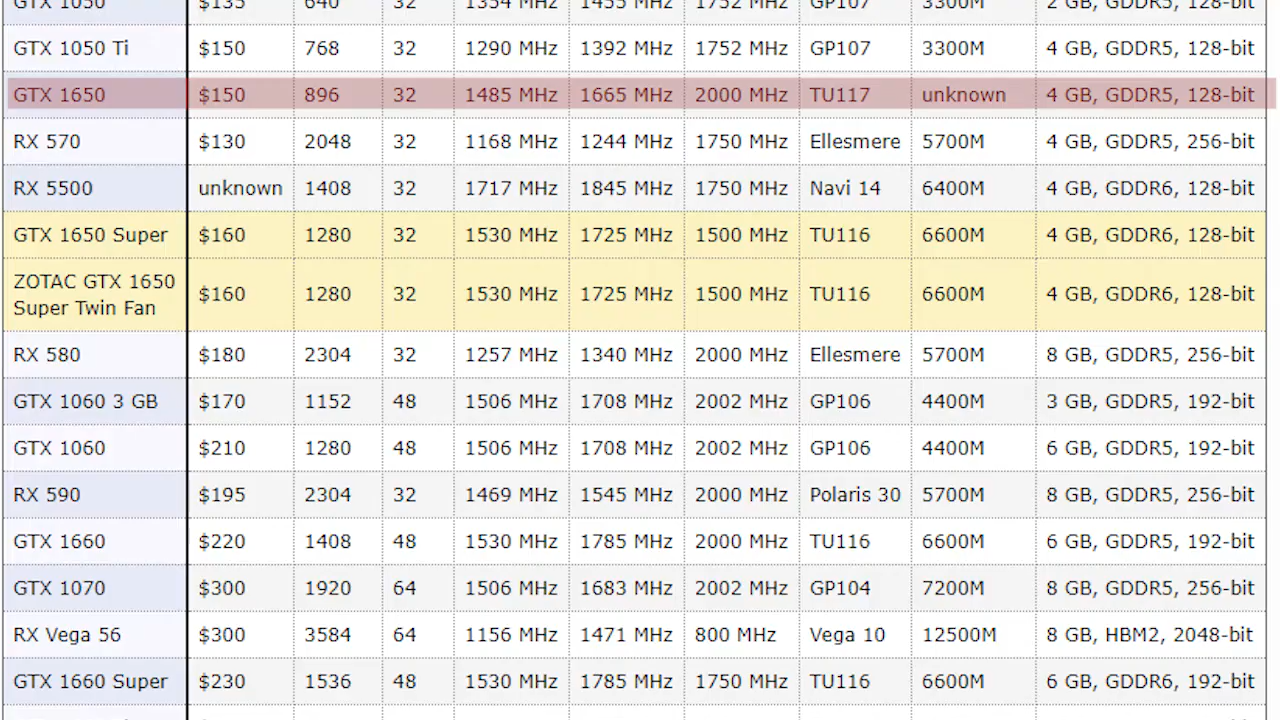 GTX 1050 $135 640 32 1354 MHz 1455 MHz 1752 MHz GP107 3300M 2 GB, GDDR5, 128-bit
GTX 1050 Ti $150 768 32 1290 MHz 1392 MHz 1752 MHz GP107 3300M 4 GB, GDDR5, 128-bit
GTX 1650 $150 896 32 1485 MHz 1665 MHz 2000 MHz TU117 unknown 4 GB, GDDR5, 128-bit
RX 570 $130 2048 32 1168 MHz 1244 MHz 1750 MHz Ellesmere 5700M 4 GB, GDDR5, 256-bit
RX 5500 unknown 1408 32 1717 MHz 1845 MHz 1750 MHz Navi 14 6400M 4 GB, GDDR6, 128-bit
GTX 1650 Super $160 1280 32 1530 MHz 1725 MHz 1500 MHz TU116 6600M 4 GB, GDDR6, 128-bit
ZOTAC GTX 1650
Super Twin Fan $160 1280 32 1530 MHz 1725 MHz 1500 MHz TU116 6600M 4 GB, GDDR6, 128-bit
RX 580 $180 2304 32 1257 MHz 1340 MHz 2000 MHz Ellesmere 5700M 8 GB, GDDR5, 256-bit
GTX 1060 3 GB $170 1152 48 1506 MHz 1708 MHz 2002 MHz GP106 4400M 3 GB, GDDR5, 192-bit
GTX 1060 $210 1280 48 1506 MHz 1708 MHz 2002 MHz GP106 4400M 6 GB, GDDR5, 192-bit
RX 590 $195 2304 32 1469 MHz 1545 MHz 2000 MHz Polaris 30 5700M 8 GB, GDDR5, 256-bit
GTX 1660 $220 1408 48 1530 MHz 1785 MHz 2000 MHz TU116 6600M 6 GB, GDDR5, 192-bit
GTX 1070 $300 1920 64 1506 MHz 1683 MHz 2002 MHz GP104 7200M 8 GB, GDDR5, 256-bit
RX Vega 56 $300 3584 64 1156 MHz 1471 MHz 800 MHz Vega 10 12500M 8 GB, HBM2, 2048-bit
GTX 1660 Super $230 1536 48 1530 MHz 1785 MHz 1750 MHz TU116 6600M 6 GB, GDDR6, 192-bit